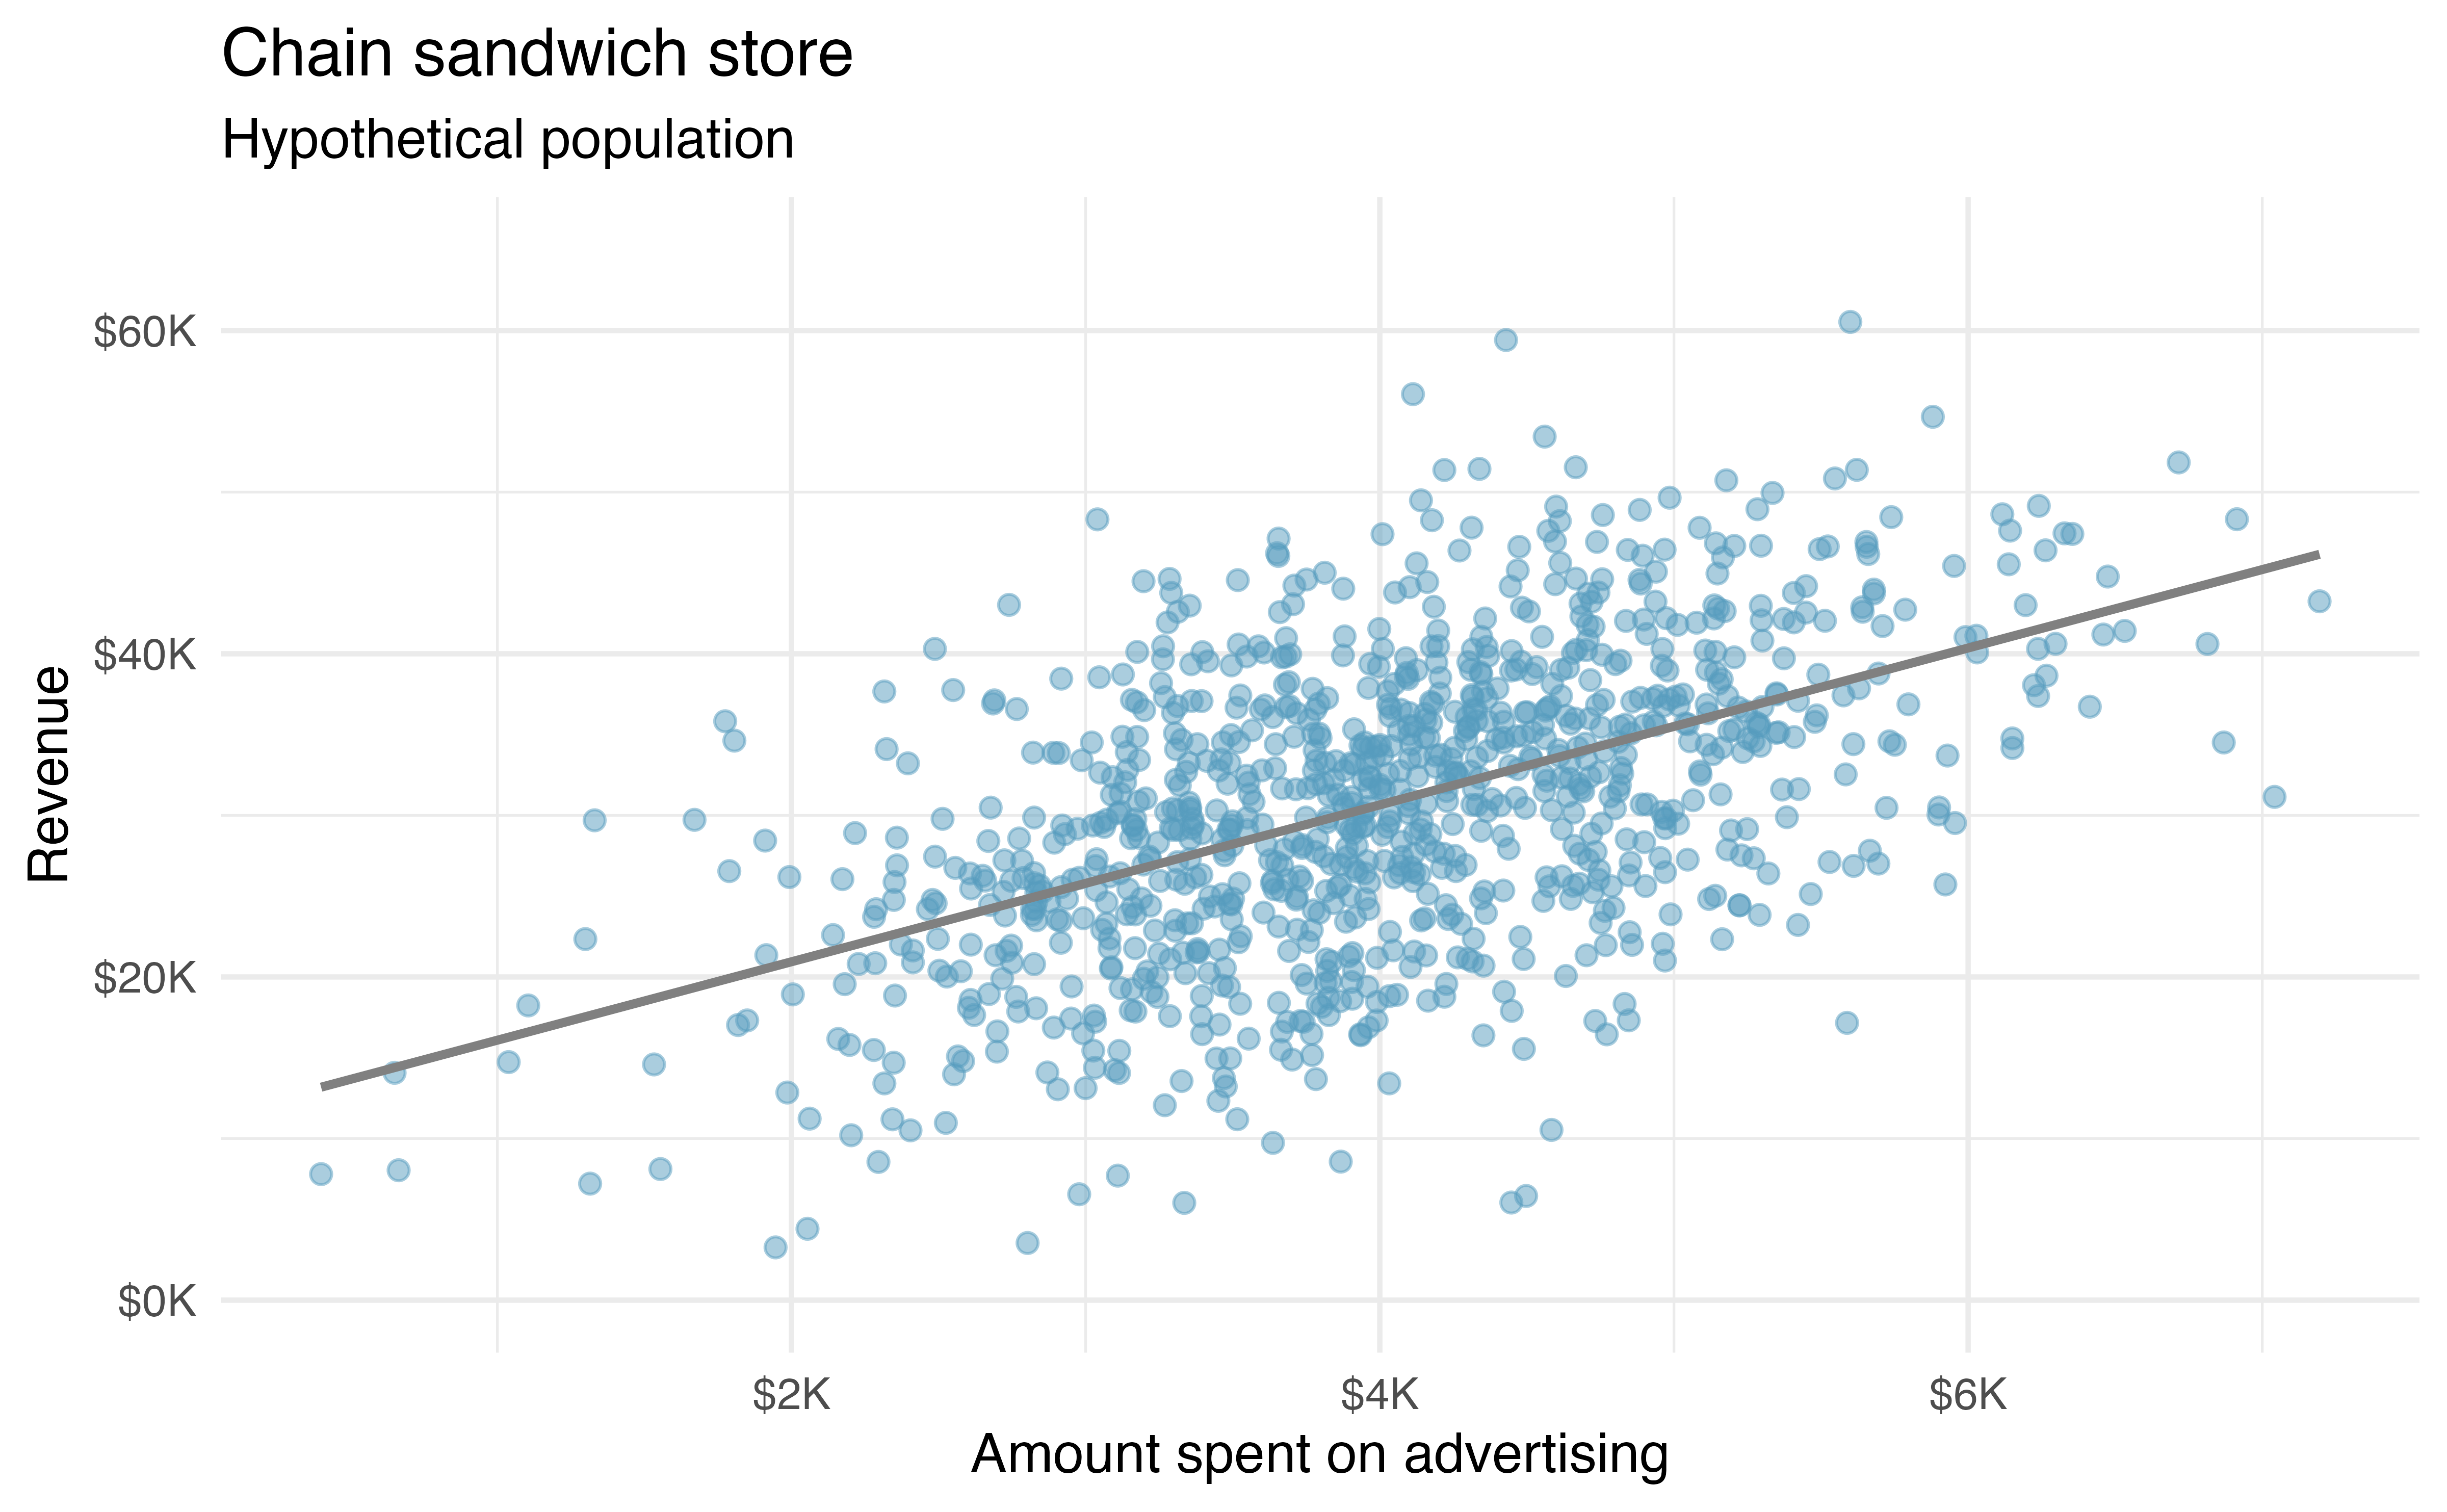 Chain sandwich store
Hypothetical population
$60K
$40K
$20K
$0K
Revenue
$2K
$4K
$6K
Amount spent on advertising